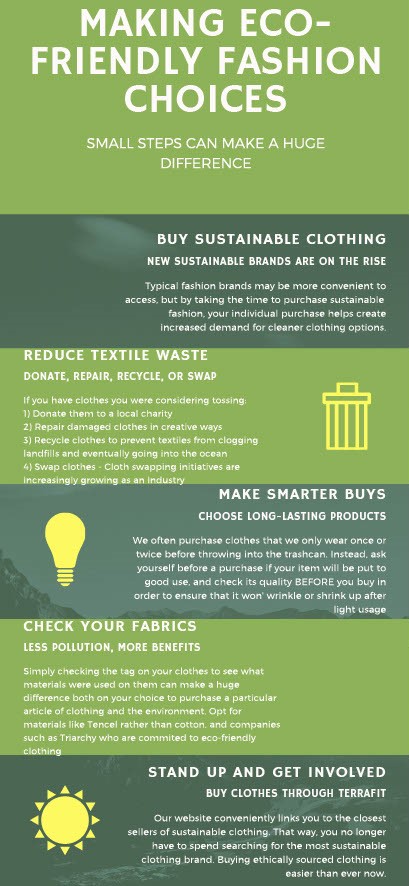 MAKING ECO-
FRIENDLY FASHION
CHOICES
SMALL STEPS CAN MAKE A HUGE
DIFFERENCE
BUY SUSTAINABLE CLOTHING
NEW SUSTAINABLE BRANDS ARE ON THE RISE
Typical fashion brands may be more convenient to
access, but by taking the time to purchase sustainable
fashion, your individual purchase helps create
increased demand for cleaner clothing options.
REDUCE TEXTILE WASTE
DONATE, REPAIR, RECYCLE, OR SWAP
If you have clothes you were considering tossing:
1) Donate them to a local charity
2) Repair damaged clothes in creative ways
3) Recycle clothes to prevent textiles from clogging
landfills and eventually going into the ocean
4) Swap clothes - Cloth swapping initiatives are
increasingly growing as an industry
MAKE SMARTER BUYS
CHOOSE LONG-LASTING PRODUCTS
We often purchase clothes that we only wear once or
twice before throwing into the trashcan. Instead, ask
yourself before a purchase if your item will be put to
good use, and check its quality BEFORE you buy in
order to ensure that it won' wrinkle or shrink up after
light usage
CHECK YOUR FABRICS
LESS POLLUTION, MORE BENEFITS
Simply checking the tag on your clothes to see what
materials were used on them can make a huge
difference both on your choice to purchase a particular
article of clothing and the environment. Opt for
materials like Tencel rather than cotton, and companies
such as Triarchy who are commited to eco-friendly
clothing
STAND UP AND GET INVOLVED
BUY CLOTHES THROUGH TERRAFIT
Our website conveniently links you to the closest
sellers of sustainable clothing. That way, you no longer
have to spend searching for the most sustainable
clothing brand. Buying ethically sourced clothing is
easier than ever now.